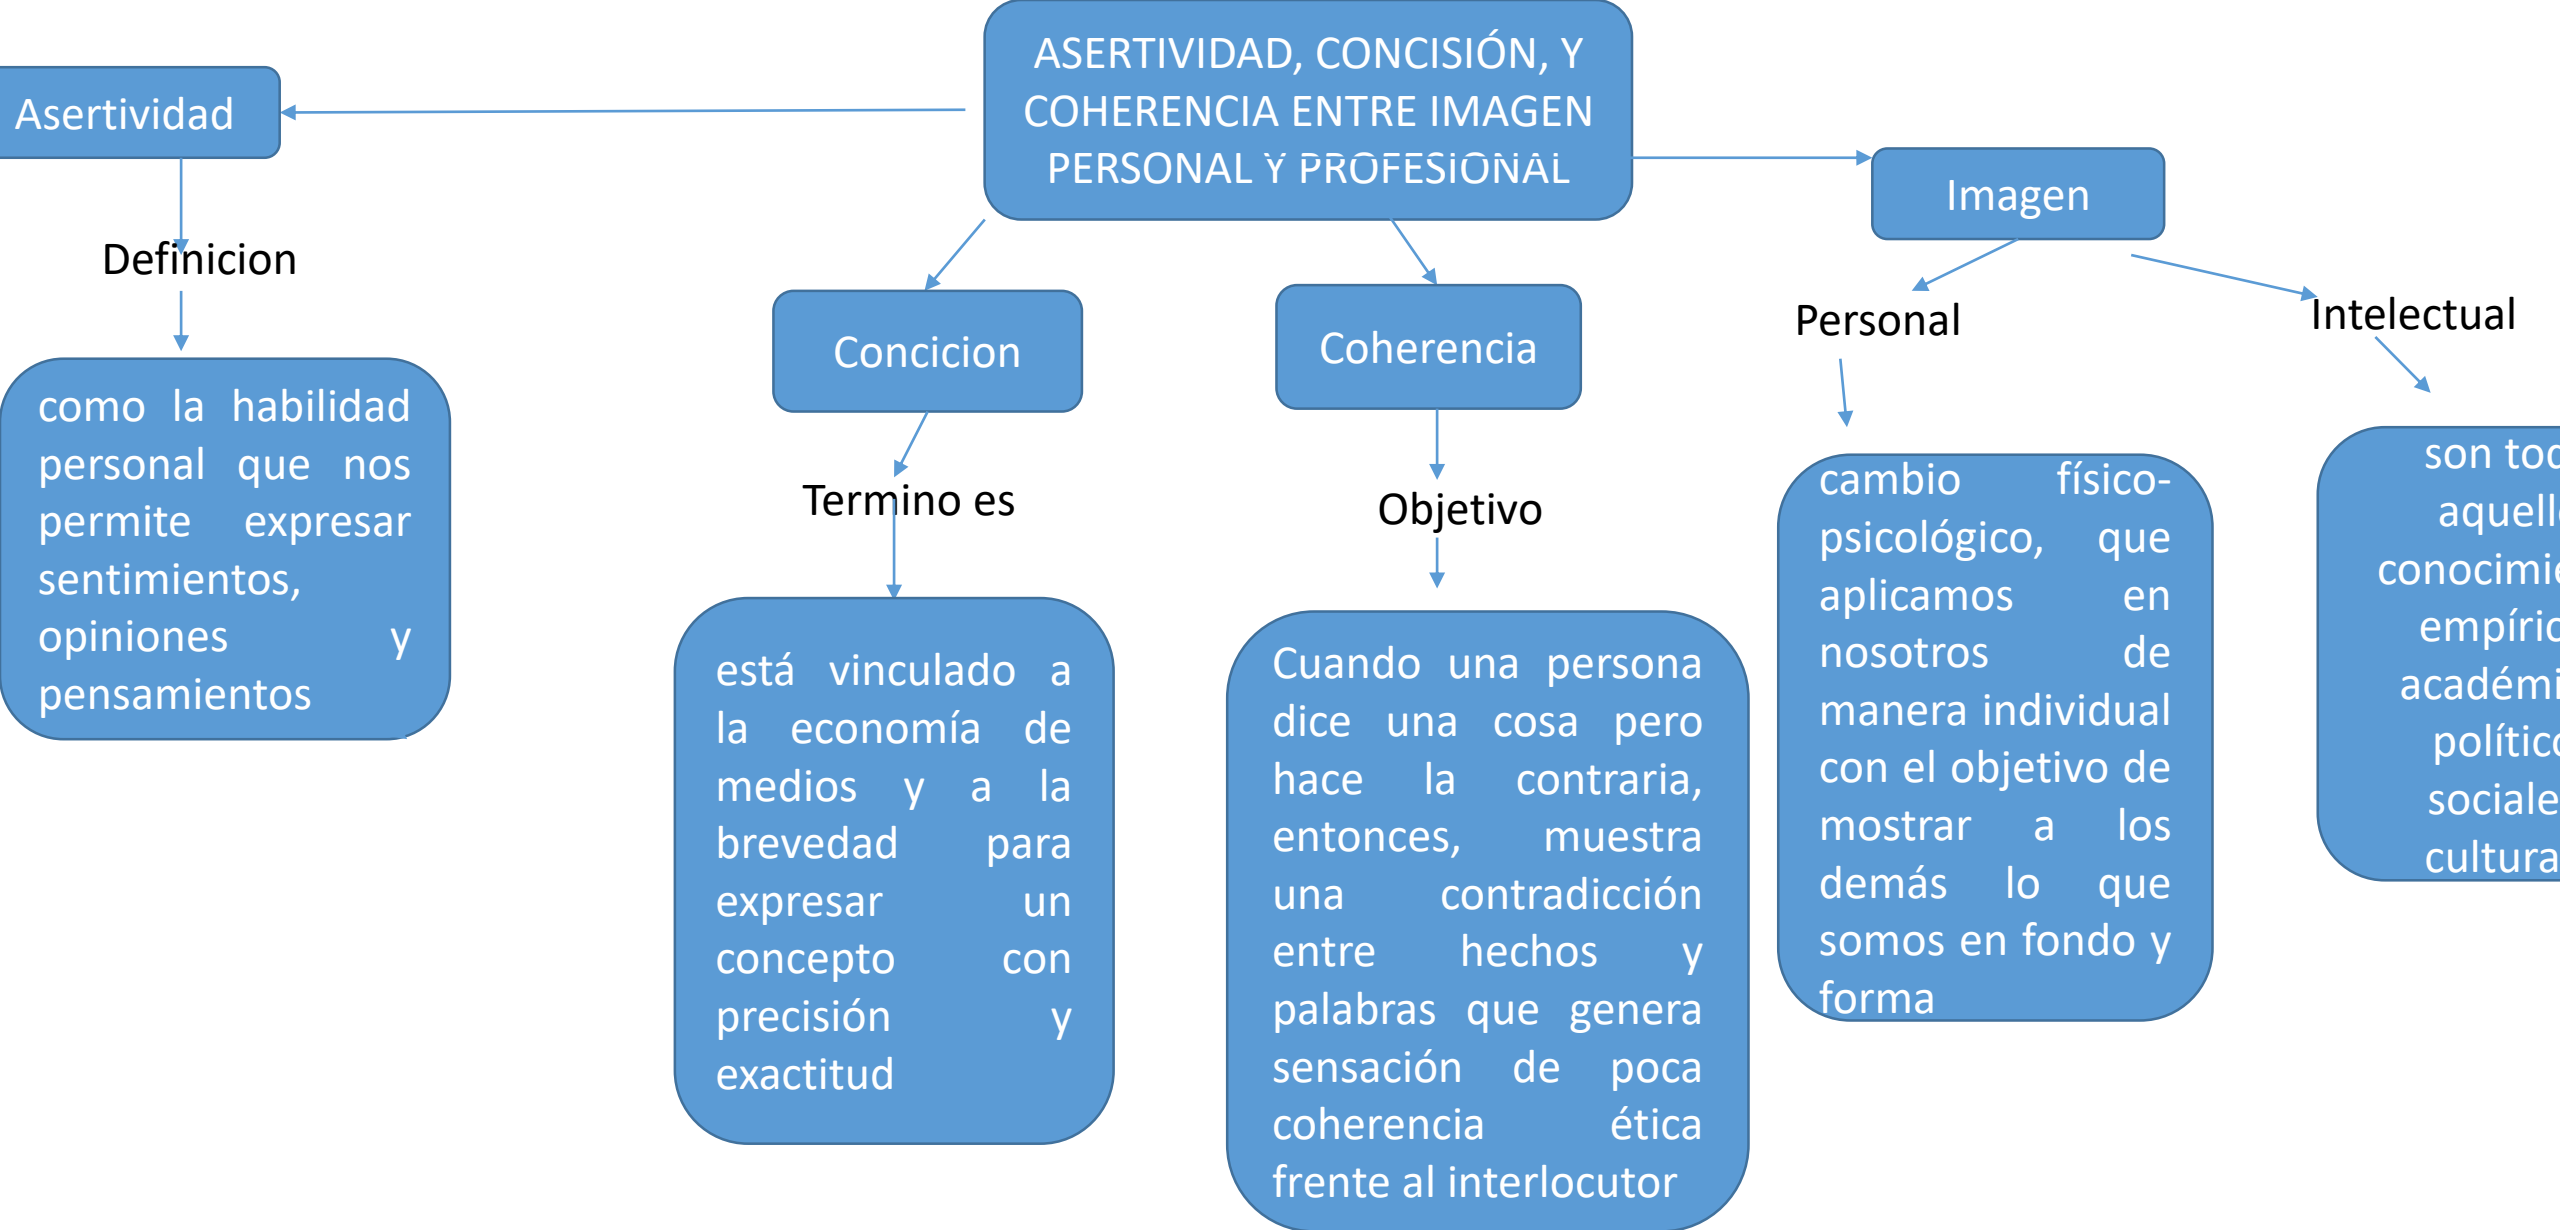 ASERTIVIDAD, CONCISIÓN, Y
COHERENCIA ENTRE IMAGEN
PERSONAL Y PROFESIONAL
Asertividad
Definicion
como la habilidad
personal que nos
permite expresar
sentimientos,
opiniones y
pensamientos
Concicion
Termino es
está vinculado a
la economía de
medios y a la
brevedad para
expresar un
concepto con
precisión y
exactitud
Coherencia
Objetivo
Cuando una persona
dice una cosa pero
hace la contraria,
entonces, muestra
una contradicción
entre hechos y
palabras que genera
sensación de poca
coherencia ética
frente al interlocutor
Imagen
Personal
cambio físico-
psicológico, que
aplicamos en
nosotros de
manera individual
con el objetivo de
mostrar a los
demás lo que
somos en fondo y
forma
Intelectual
son